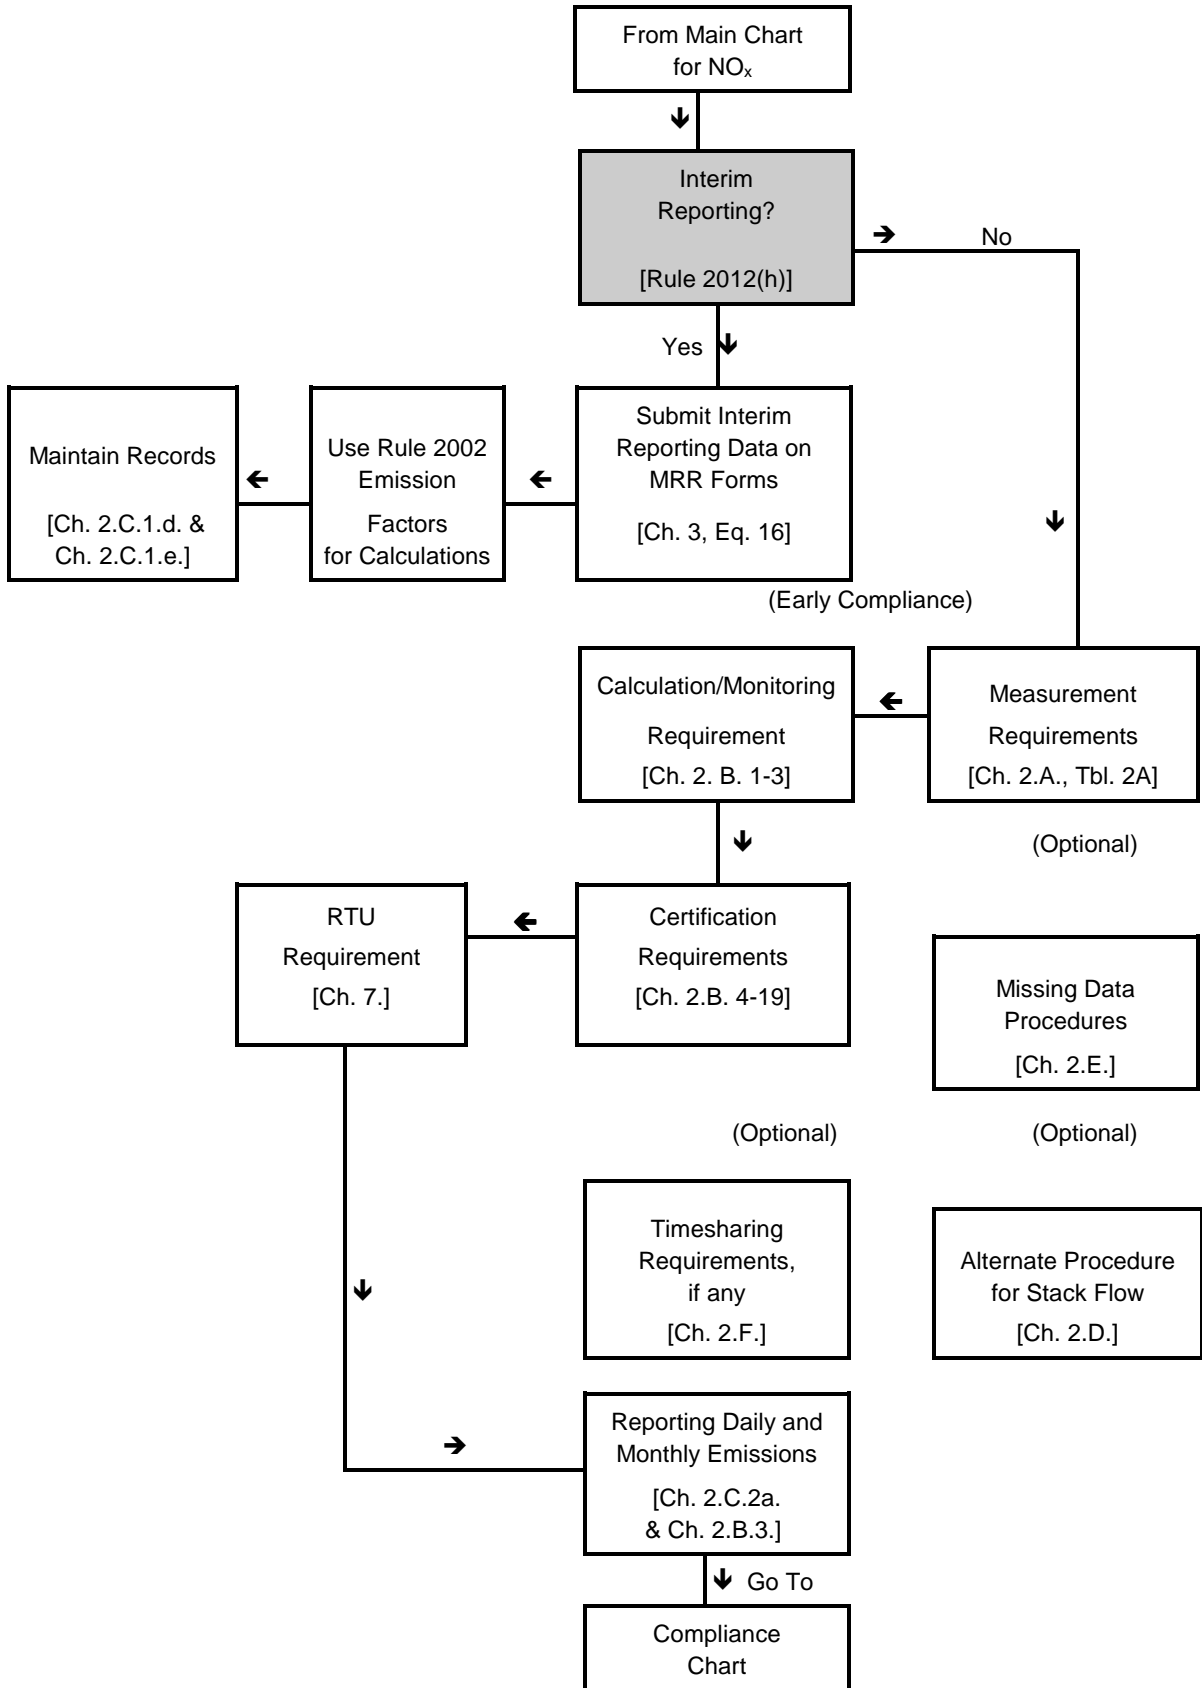 From Main Chart
for NOₓ
Interim
Reporting?
[Rule 2012(h)]
No
Yes
Submit Interim
Reporting Data on
MRR Forms
[Ch. 3, Eq. 16]
Use Rule 2002
Emission
Factors
for Calculations
Maintain Records
[Ch. 2.C.1.d. &
Ch. 2.C.1.e.]
(Early Compliance)
Measurement
Requirements
[Ch. 2.A., Tbl. 2A]
Calculation/Monitoring
Requirement
[Ch. 2. B. 1-3]
(Optional)
Certification
Requirements
[Ch. 2.B. 4-19]
RTU
Requirement
[Ch. 7.]
Missing Data
Procedures
[Ch. 2.E.]
(Optional)
(Optional)
Timesharing
Requirements,
if any
[Ch. 2.F.]
Alternate Procedure
for Stack Flow
[Ch. 2.D.]
Reporting Daily and
Monthly Emissions
[Ch. 2.C.2a.
& Ch. 2.B.3.]
Go To
Compliance
Chart